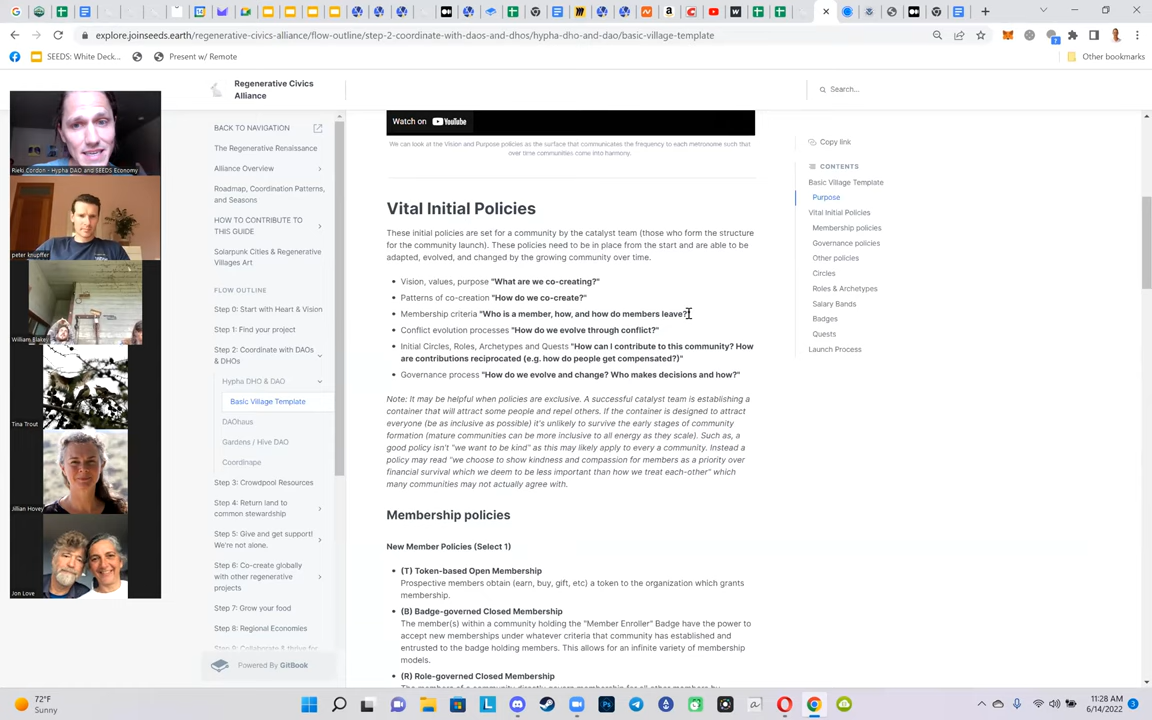 explore.joinseeds.earth/regenerative-civics-alliance/flow-outline/step-2-coordinate-with-daos-and-dhos/hypha-dho-and-dao/basic-village-template
SEEDS: White Deck...
Present w/ Remote
Other bookmarks
Regenerative Civics
Alliance
Search...
Rieki Cordon - Hypha DAO and SEEDS Economy
peter knupffer
William Blake
Tina Trout
Jillian Hovey
Jon Love
BACK TO NAVIGATION
The Regenerative Renaissance
Alliance Overview
Roadmap, Coordination Patterns,
and Seasons
HOW TO CONTRIBUTE TO
THIS GUIDE
Solarpunk Cities & Regenerative
Villages Art
FLOW OUTLINE
Step 0: Start with Heart & Vision
Step 1: Find your project
Step 2: Coordinate with DAOs
& DHOs
Hypha DHO & DAO
Basic Village Template
DAOhaus
Gardens / Hive DAO
Coordinape
Step 3: Crowdpool Resources
Step 4: Return land to
common stewardship
Step 5: Give and get support!
We're not alone.
Step 6: Co-create globally
with other regenerative
projects
Step 7: Grow your food
Step 8: Regional Economies
Step 9: Collaborate & thrive for
Powered By GitBook
Watch on YouTube
We can look at the Vision and Purpose policies as the surface that communicates the frequency to each metronome such that
over time communities come into harmony.
Vital Initial Policies
These initial policies are set for a community by the catalyst team (those who form the structure
for the community launch). These policies need to be in place from the start and are able to be
adapted, evolved, and changed by the growing community over time.
• Vision, values, purpose "What are we co-creating?"
• Patterns of co-creation "How do we co-create?"
• Membership criteria "Who is a member, how, and how do members leave?"
• Conflict evolution processes "How do we evolve through conflict?"
• Initial Circles, Roles, Archetypes and Quests "How can I contribute to this community? How
are contributions reciprocated (e.g. how do people get compensated?)"
• Governance process "How do we evolve and change? Who makes decisions and how?"
Note: It may be helpful when policies are exclusive. A successful catalyst team is establishing a
container that will attract some people and repel others. If the container is designed to attract
everyone (be as inclusive as possible) it's unlikely to survive the early stages of community
formation (mature communities can be more inclusive to all energy as they scale). Such as, a
good policy isn't "we want to be kind" as this may likely apply to every a community. Instead a
policy may read "we choose to show kindness and compassion for members as a priority over
financial survival which we deem to be less important than how we treat each-other" which
many communities may not actually agree with.
Membership policies
New Member Policies (Select 1)
• (T) Token-based Open Membership
Prospective members obtain (earn, buy, gift, etc) a token to the organization which grants
membership.
• (B) Badge-governed Closed Membership
The member(s) within a community holding the "Member Enroller" Badge have the power to
accept new memberships under whatever criteria that community has established and
entrusted to the badge holding members. This allows for an infinite variety of membership
models.
• (R) Role-governed Closed Membership
Copy link
CONTENTS
Basic Village Template
Purpose
Vital Initial Policies
Membership policies
Governance policies
Other policies
Circles
Roles & Archetypes
Salary Bands
Badges
Quests
Launch Process
72°F
Sunny
11:28 AM
6/14/2022